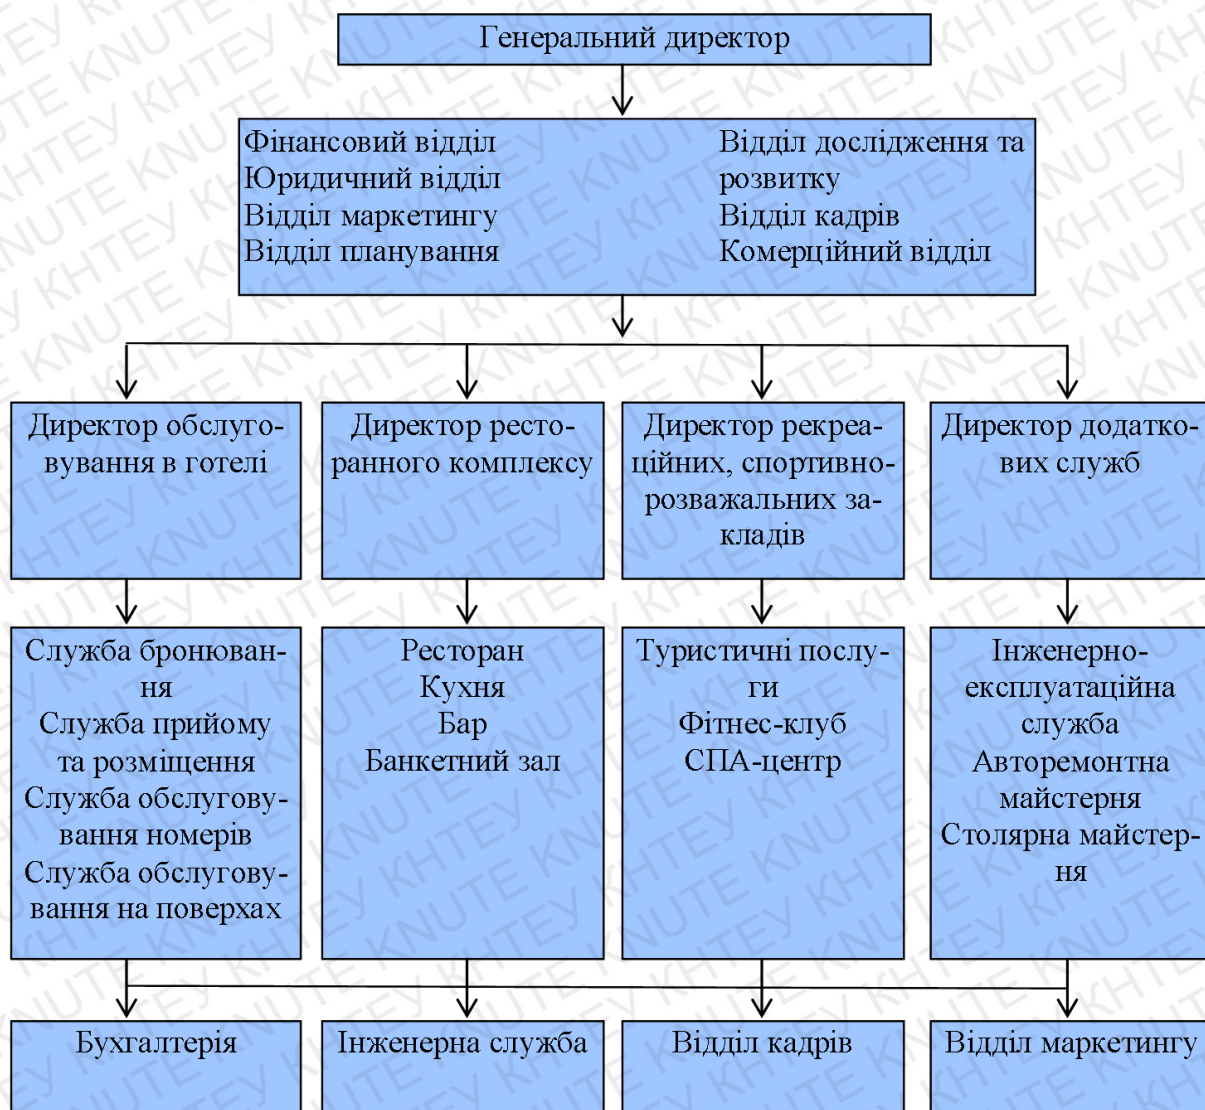 Генеральний директор
Фінансовий відділ
Юридичний відділ
Відділ маркетингу
Відділ планування
Відділ дослідження та
розвитку
Відділ кадрів
Комерційний відділ
Директор обслуго-
вування в готелі
Директор ресто-
ранного комплексу
Директор рекреа-
ційних, спортивно-
розважальних за-
кладів
Директор додатко-
вих служб
Служба бронюван-
ня
Служба прийому
та розміщення
Служба обслугову-
вання номерів
Служба обслугову-
вання на поверхах
Ресторан
Кухня
Бар
Банкетний зал
Туристичні послу-
ги
Фітнес-клуб
СПА-центр
Інженерно-
експлуатаційна
служба
Авторемонтна
майстерня
Столярна майстер-
ня
Бухгалтерія
Інженерна служба
Відділ кадрів
Відділ маркетингу
KNUTE КНТЕУ